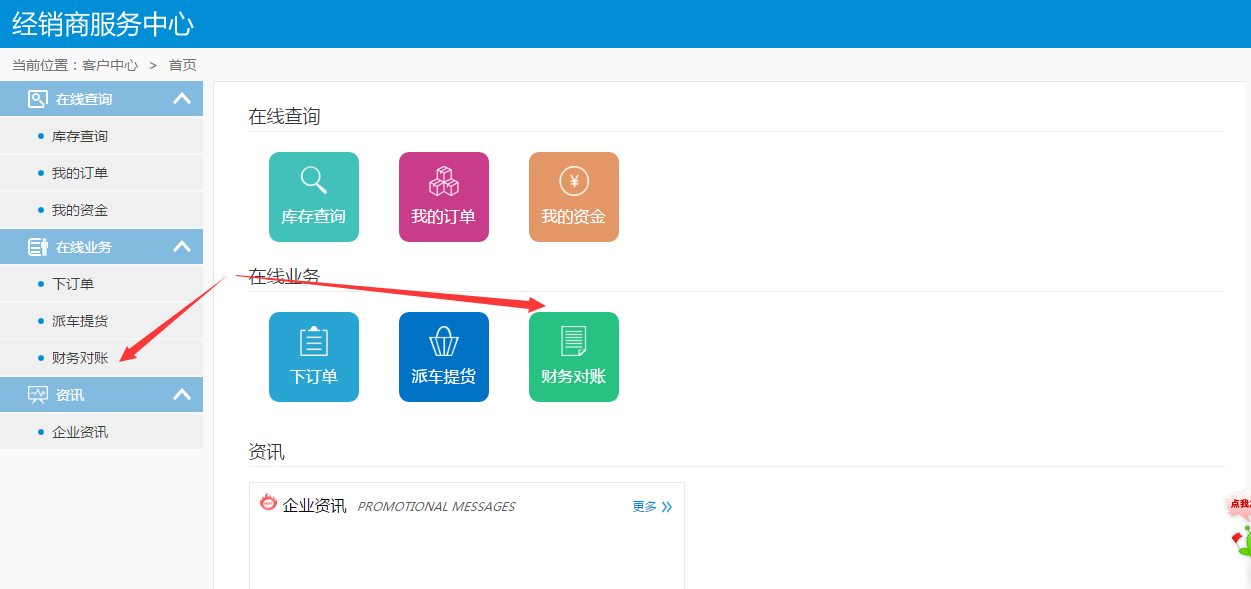 经销商服务中心
当前位置：客户中心 > 首页
在线查询
库存查询
我的订单
我的资金
在线业务
下订单
派车提货
财务对账
资讯
企业资讯
在线查询
库存查询 我的订单 我的资金
在线业务
下订单 派车提货 财务对账
资讯
企业资讯 PROMOTIONAL MESSAGES 更多
点我